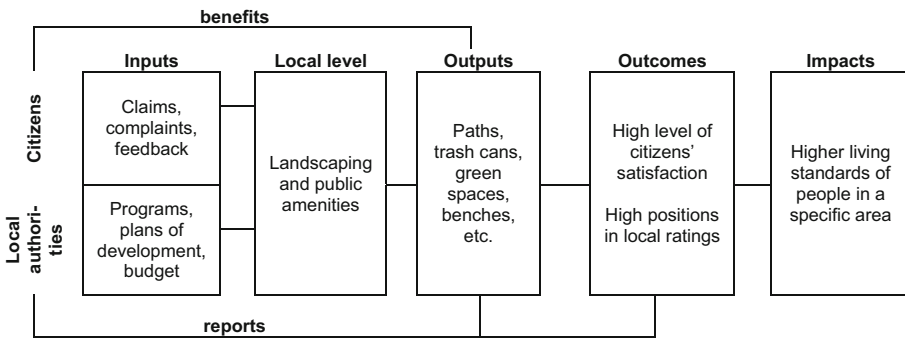 benefits
Inputs
Local level
Outputs
Outcomes
Impacts
Citizens
Claims,
complaints,
feedback
Local
authori-
ties
Programs,
plans of
development,
budget
Landscaping
and public
amenities
Paths,
trash cans,
green
spaces,
benches,
etc.
High level of
citizens'
satisfaction
High positions
in local ratings
Higher living
standards of
people in a
specific area
reports